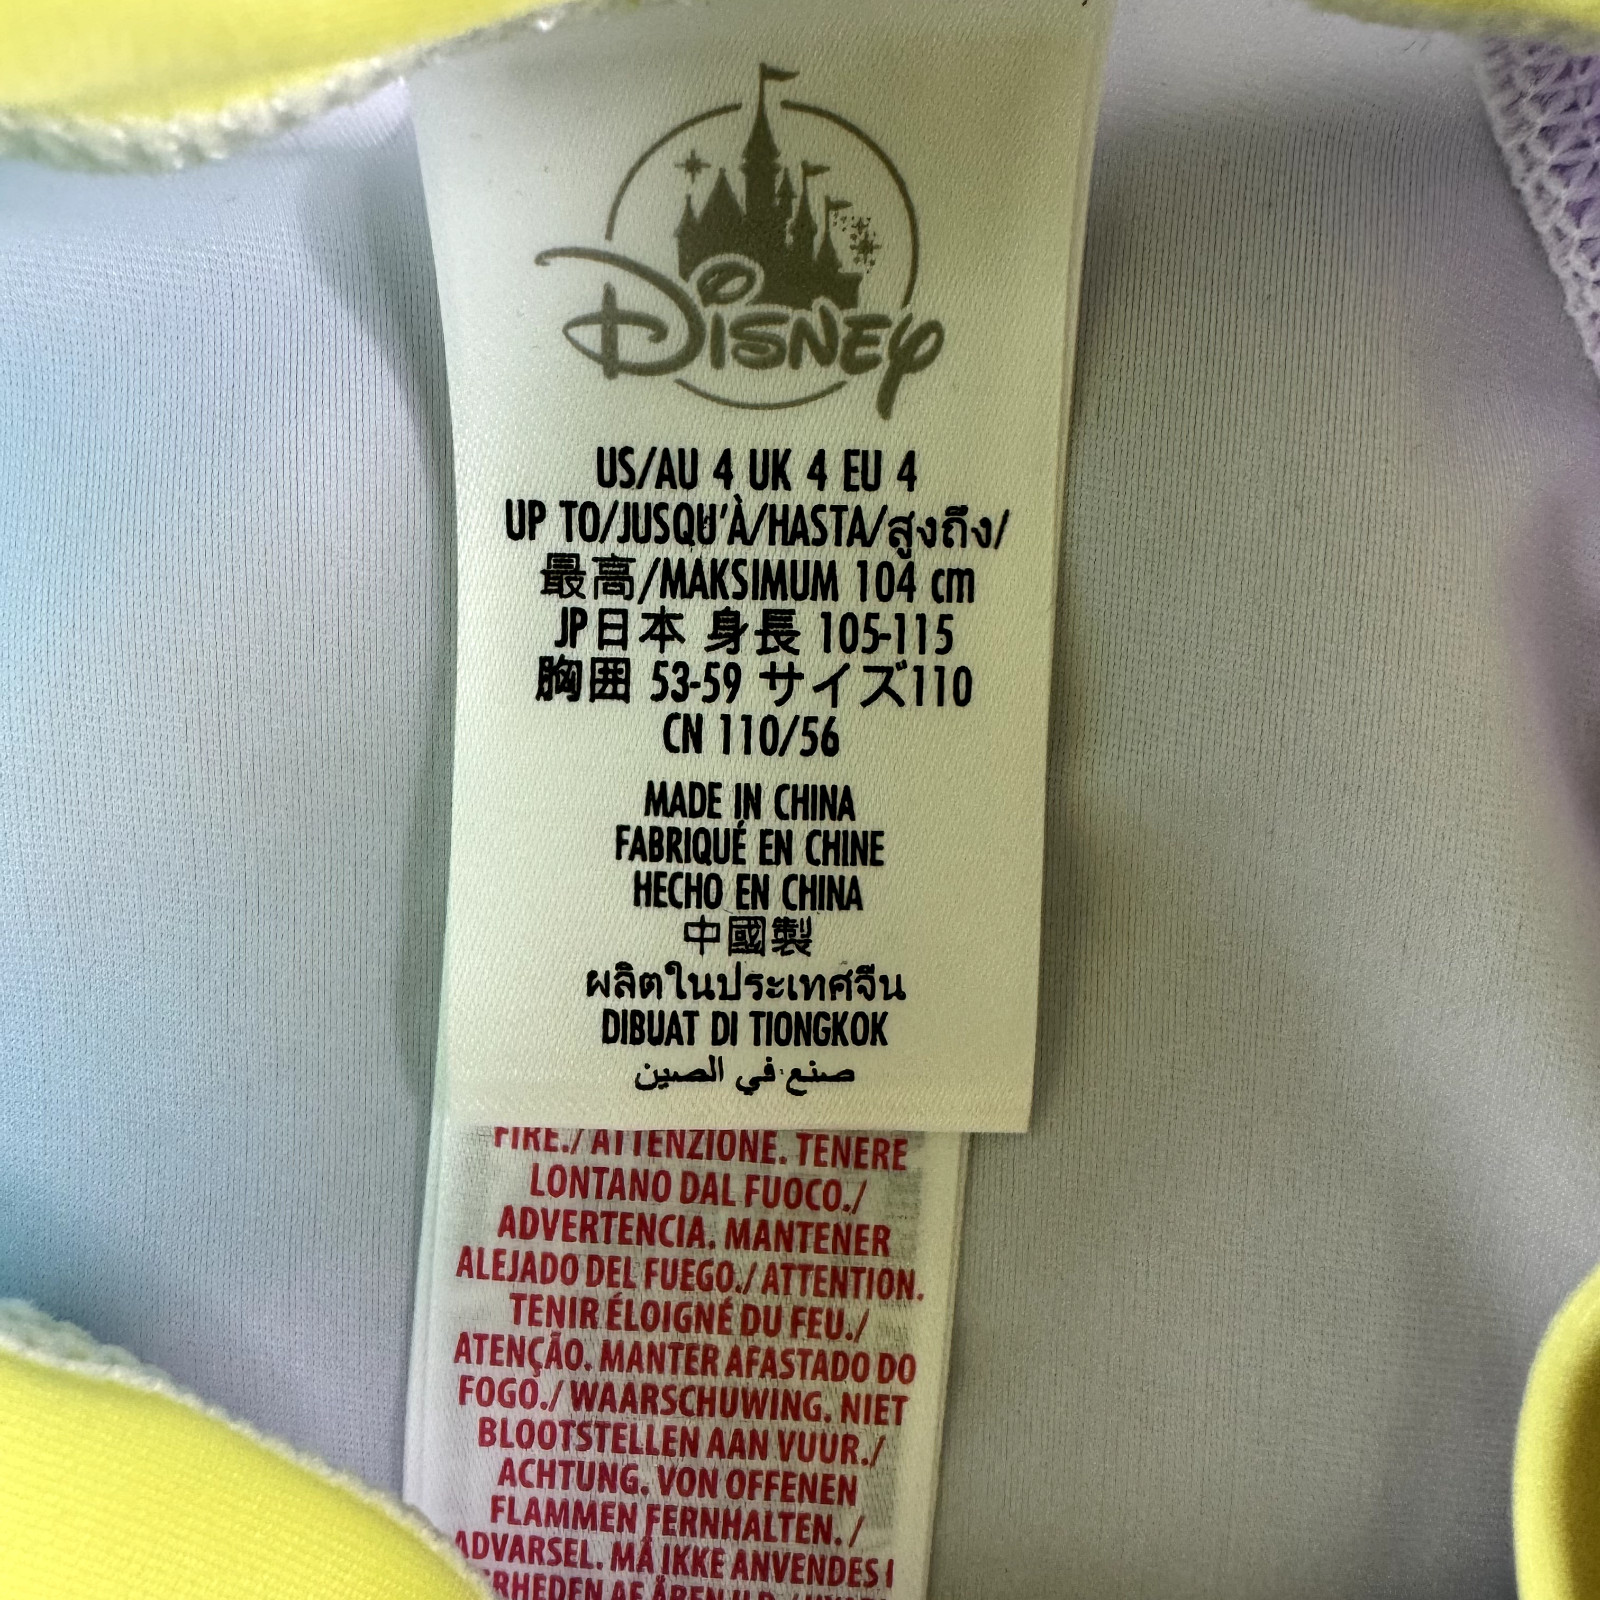 Disney
US/AU 4 UK 4 EU 4
UP TO/JUSQU'À/HASTA/สูงถึง/
最高/MAKSIMUM 104 cm
JP日本 身長 105-115
胸囲 53-59 サイズ110
CN 110/56
MADE IN CHINA
FABRIQUÉ EN CHINE
HECHO EN CHINA
中國製
ผลิตในประเทศจีน
DIBUAT DI TIONGKOK
صنع في الصين
FIRE./ATTENZIONE. TENERE
LONTANO DAL FUOCO./
ADVERTENCIA. MANTENER
ALEJADO DEL FUEGO./ATTENTION.
TENIR ÉLOIGNÉ DU FEU./
ATENÇÃO. MANTER AFASTADO DO
FOGO./WAARSCHUWING. NIET
BLOOTSTELLEN AAN VUUR./
ACHTUNG. VON OFFENEN
FLAMMEN FERNHALTEN./
ADVARSEL. MÅ IKKE ANVENDES I